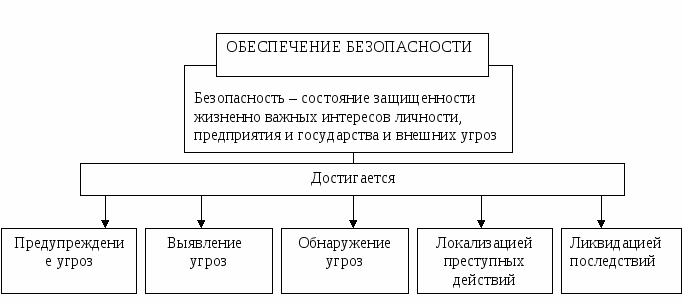 ОБЕСПЕЧЕНИЕ БЕЗОПАСНОСТИ
Безопасность – состояние защищенности
жизненно важных интересов личности,
предприятия и государства и внешних угроз
Достигается
Предупреждени
е угроз
Выявление
угроз
Обнаружение
угроз
Локализацией
преступных
действий
Ликвидацией
последствий